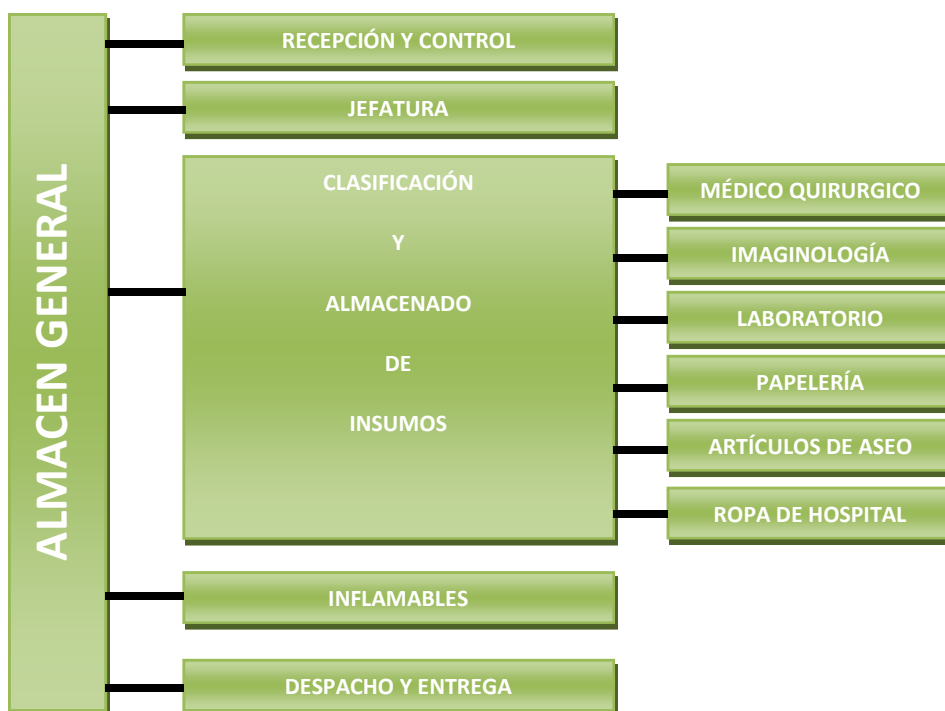 ALMACEN GENERAL
RECEPCIÓN Y CONTROL
JEFATURA
CLASIFICACIÓN
Y
ALMACENADO
DE
INSUMOS
MÉDICO QUIRURGICO
IMAGINOLOGÍA
LABORATORIO
PAPELERÍA
ARTÍCULOS DE ASEO
ROPA DE HOSPITAL
INFLAMABLES
DESPACHO Y ENTREGA